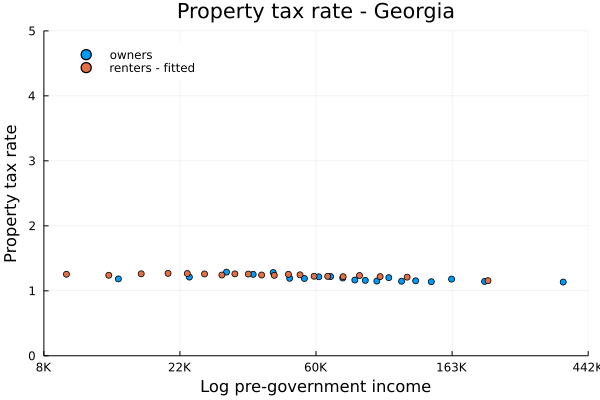 Property tax rate - Georgia
owners
renters - fitted
Property tax rate
5
4
3
2
1
0
8K 22K 60K 163K 442K
Log pre-government income